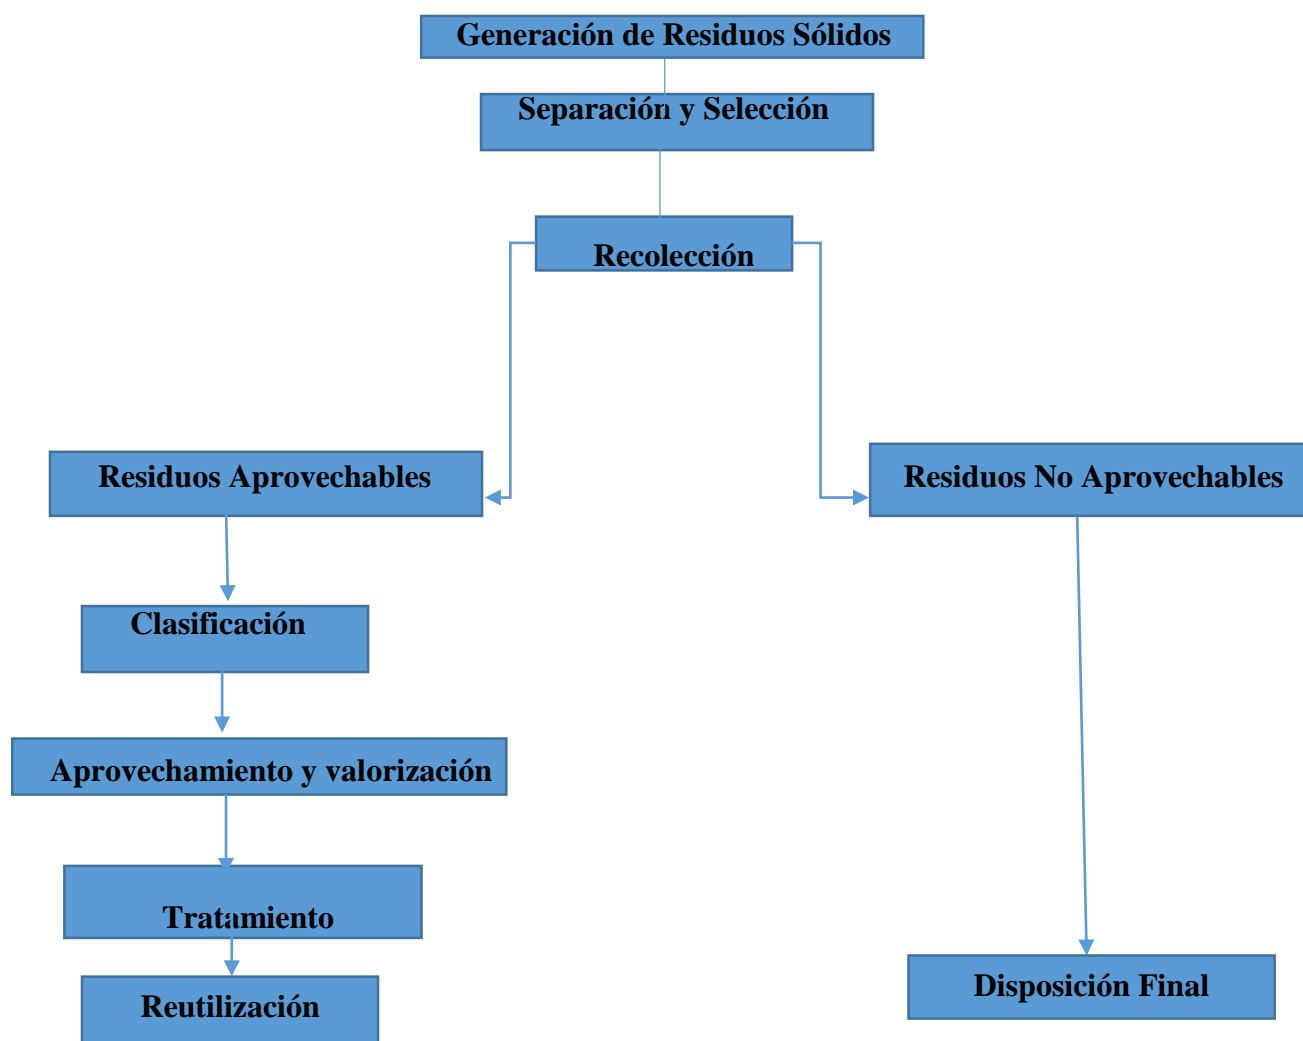 Generación de Residuos Sólidos
Separación y Selección
Recolección
Residuos Aprovechables
Residuos No Aprovechables
Clasificación
Aprovechamiento y valorización
Tratamiento
Reutilización
Disposición Final